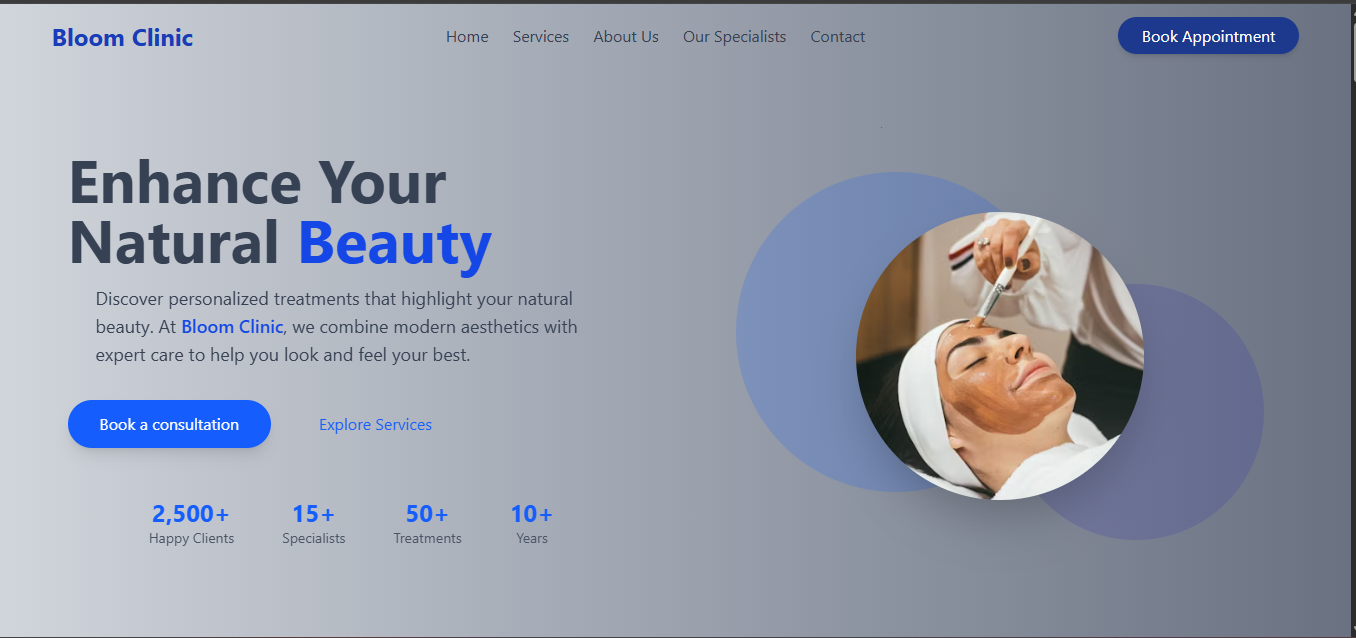 Bloom Clinic
Home Services About Us Our Specialists Contact
Book Appointment
Enhance Your
Natural Beauty
Discover personalized treatments that highlight your natural
beauty. At Bloom Clinic, we combine modern aesthetics with
expert care to help you look and feel your best.
Book a consultation
Explore Services
2,500+ 15+ 50+ 10+
Happy Clients Specialists Treatments Years